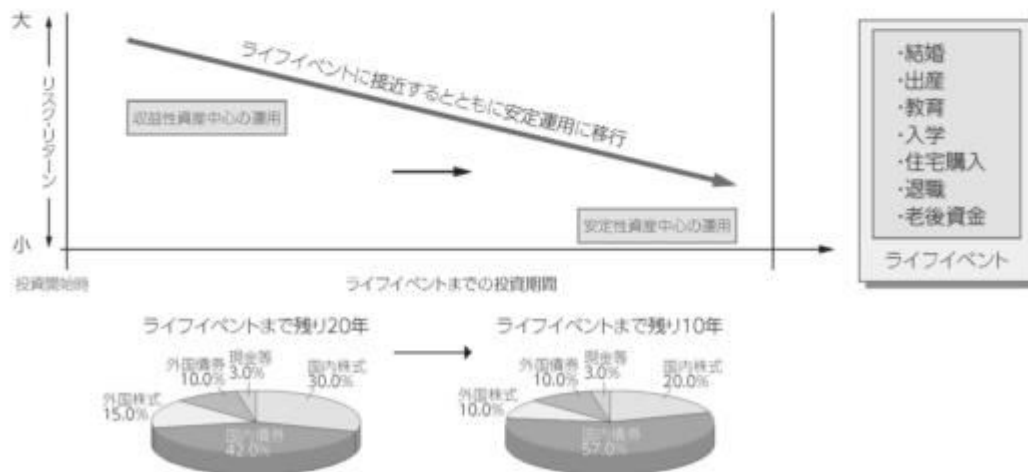 大
リスク・リターン
小
ライフイベントに接近するとともに安定運用に移行
収益性資産中心の運用
安定性資産中心の運用
投資開始時
ライフイベントまでの投資期間
・結婚
・出産
・教育
・入学
・住宅購入
・退職
・老後資金
ライフイベント
ライフイベントまで残り20年
外国債券
10.0%
現金等
3.0%
国内株式
30.0%
外国株式
15.0%
国内債券
42.0%
ライフイベントまで残り10年
外国債券
10.0%
現金等
3.0%
国内株式
20.0%
外国株式
10.0%
国内債券
57.0%